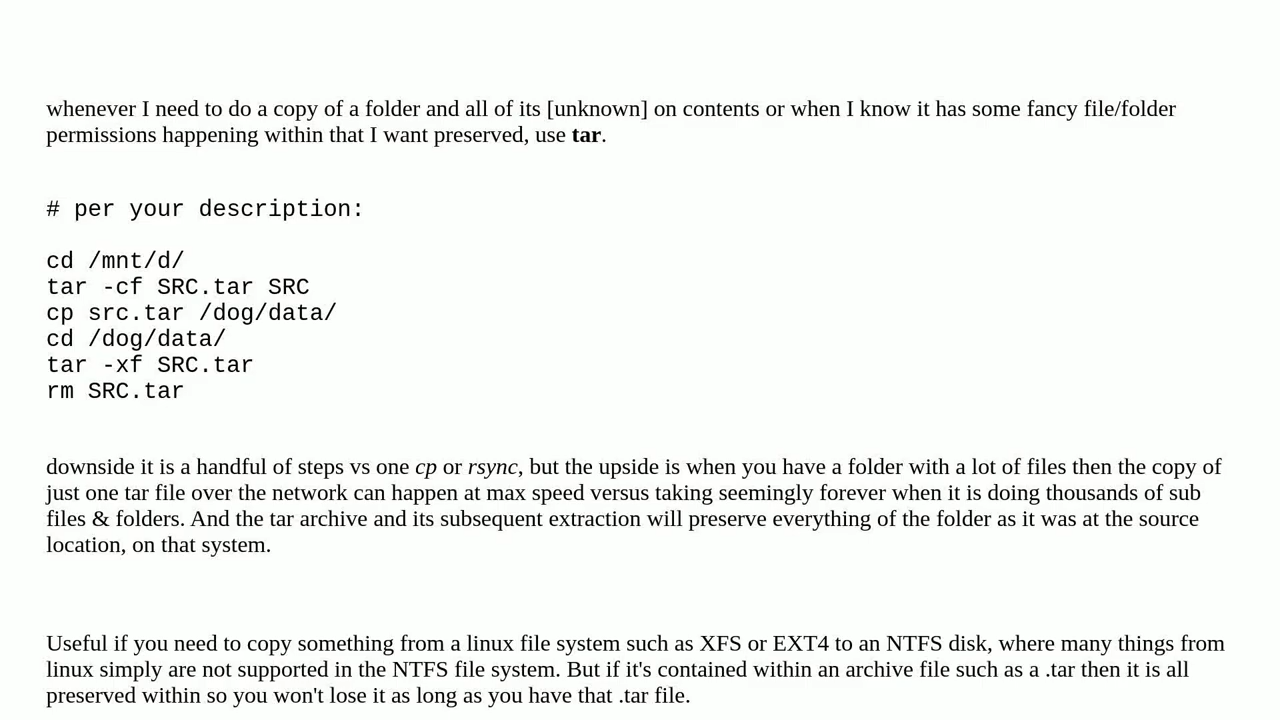 whenever I need to do a copy of a folder and all of its [unknown] on contents or when I know it has some fancy file/folder
permissions happening within that I want preserved, use tar.
# per your description:
cd /mnt/d/
tar -cf SRC.tar SRC
cp src.tar /dog/data/
cd /dog/data/
tar -xf SRC.tar
rm SRC.tar
downside it is a handful of steps vs one cp or rsync, but the upside is when you have a folder with a lot of files then the copy of
just one tar file over the network can happen at max speed versus taking seemingly forever when it is doing thousands of sub
files & folders. And the tar archive and its subsequent extraction will preserve everything of the folder as it was at the source
location, on that system.
Useful if you need to copy something from a linux file system such as XFS or EXT4 to an NTFS disk, where many things from
linux simply are not supported in the NTFS file system. But if it's contained within an archive file such as a .tar then it is all
preserved within so you won't lose it as long as you have that .tar file.